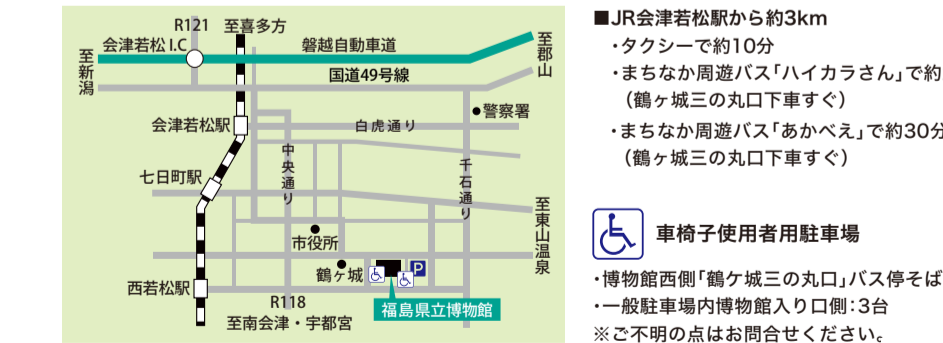 R121
至喜多方
会津若松 I.C
磐越自動車道
至郡山
至新潟
国道49号線
警察署
会津若松駅
白虎通り
中央通り
千石通り
七日町駅
至東山温泉
市役所
鶴ヶ城
P
西若松駅
R118
福島県立博物館
至南会津・宇都宮
■JR会津若松駅から約3km
・タクシーで約10分
・まちなか周遊バス「ハイカラさん」で約
（鶴ヶ城三の丸口下車すぐ）
・まちなか周遊バス「あかべえ」で約30分
（鶴ヶ城三の丸口下車すぐ）
車椅子使用者用駐車場
・博物館西側「鶴ケ城三の丸口」バス停そば
・一般駐車場内博物館入り口側：3台
※ご不明の点はお問合せください。